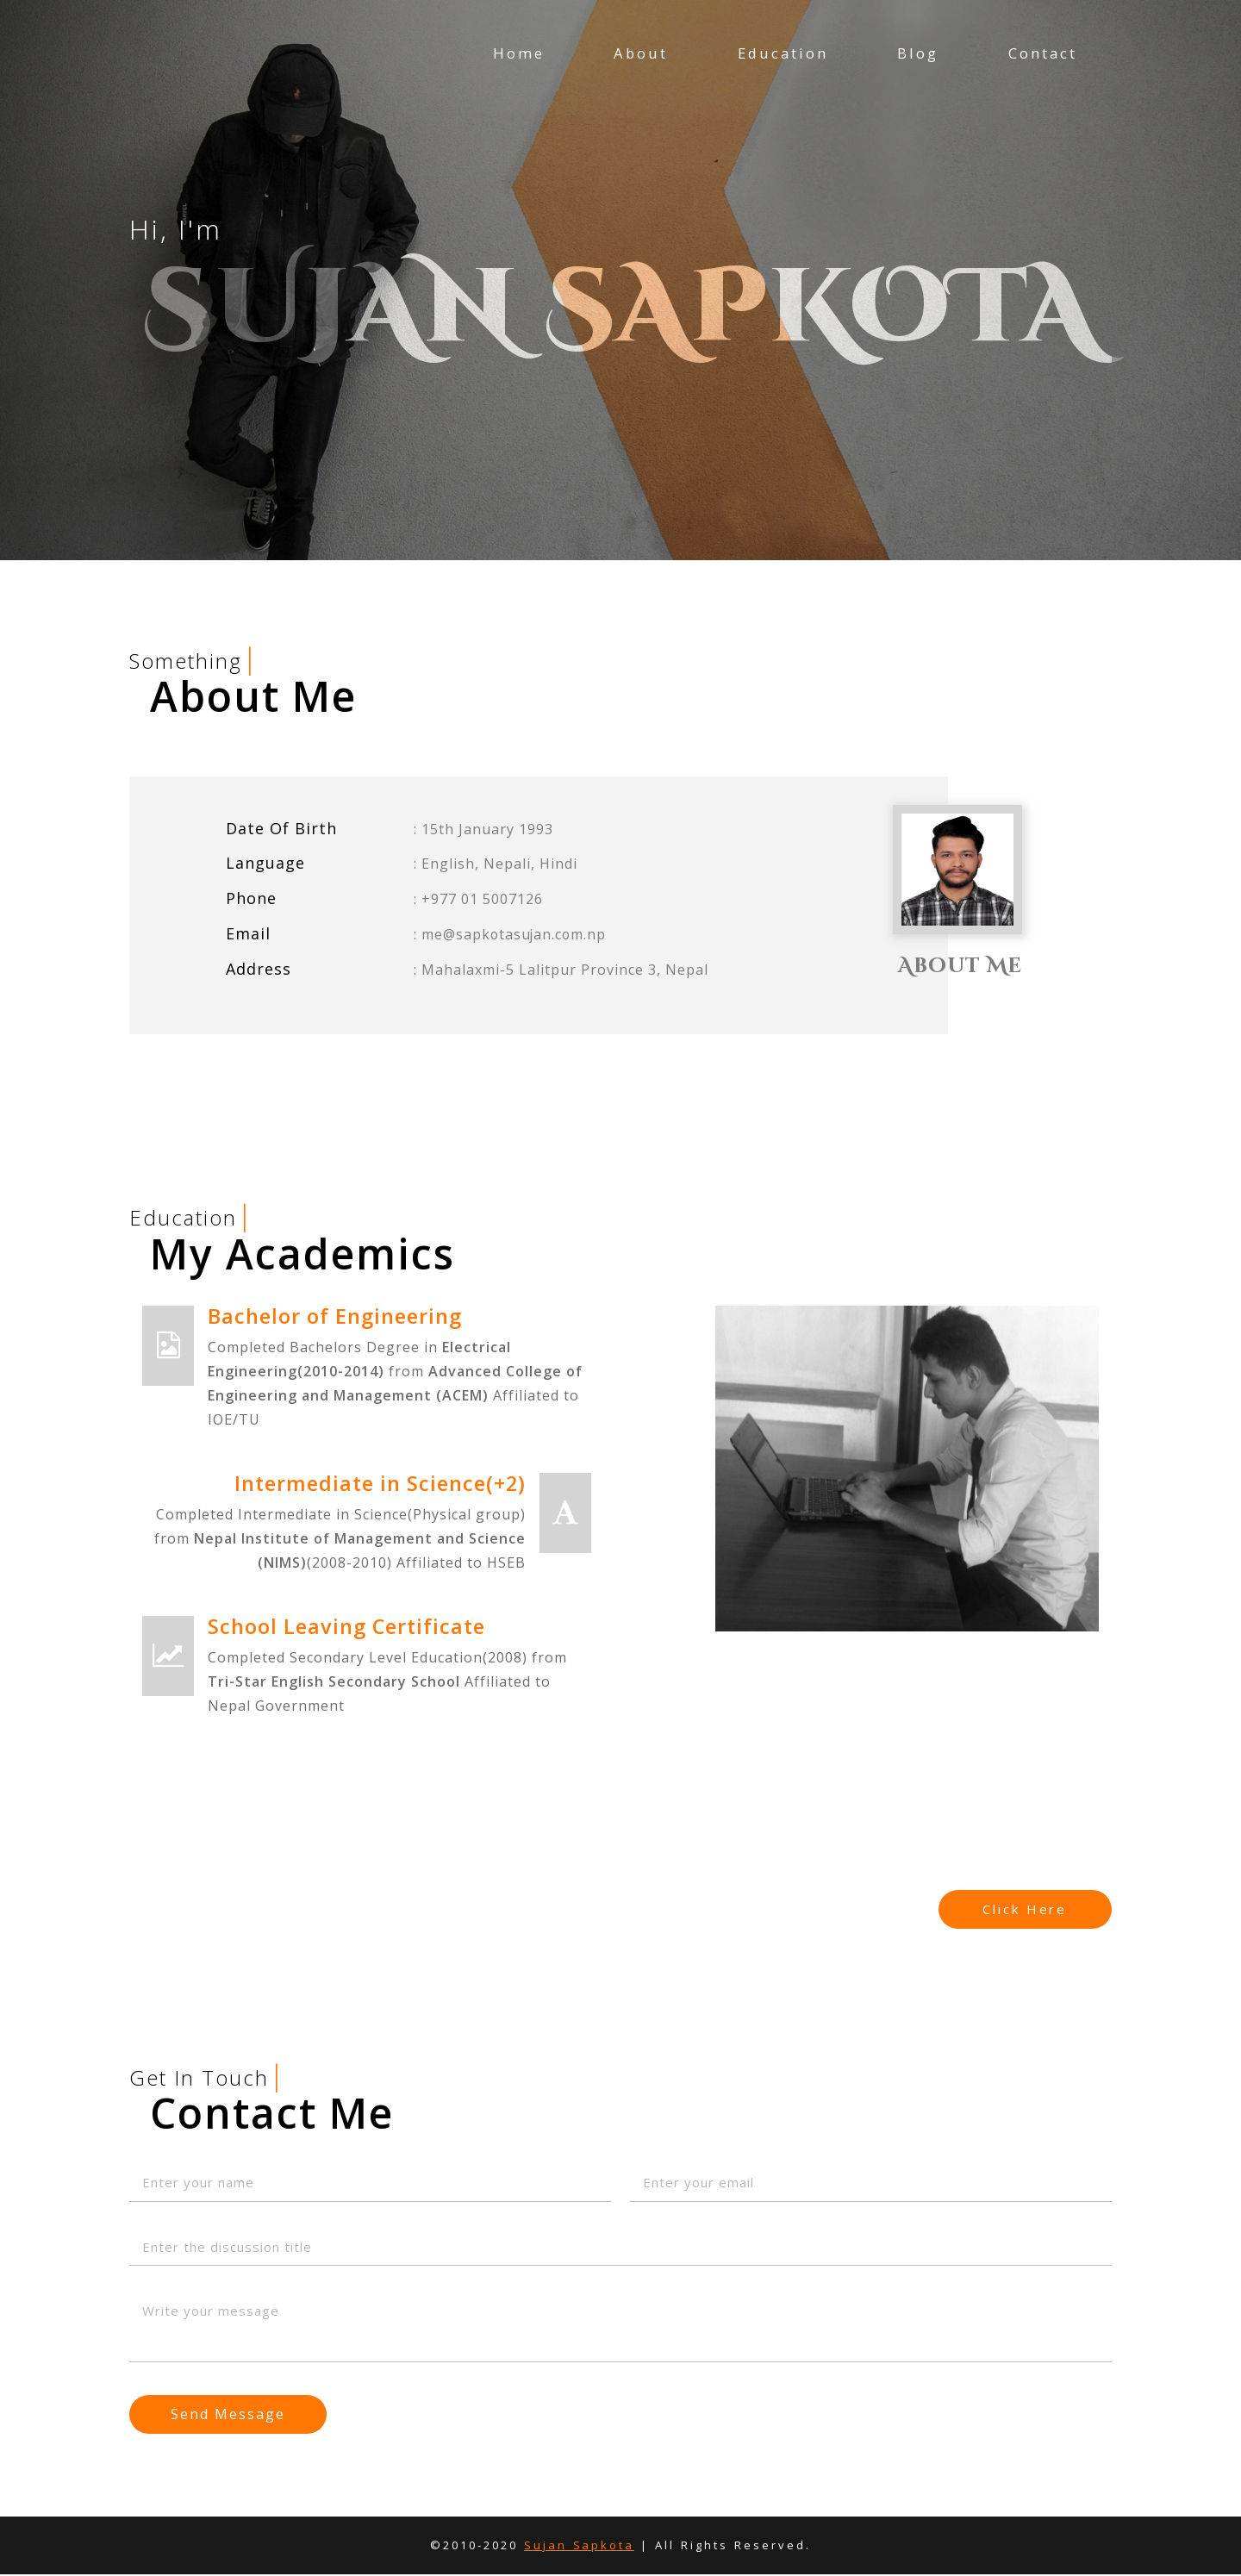 Home About Education Blog Contact
Hi, I'm
SUJAN SAPKOTA
Something
About Me
Date Of Birth : 15th January 1993
Language : English, Nepali, Hindi
Phone : +977 01 5007126
Email : me@sapkotasujan.com.np
Address : Mahalaxmi-5 Lalitpur Province 3, Nepal
About Me
Education
My Academics
Bachelor of Engineering
Completed Bachelors Degree in Electrical
Engineering(2010-2014) from Advanced College of
Engineering and Management (ACEM) Affiliated to
IOE/TU
Intermediate in Science(+2)
Completed Intermediate in Science(Physical group)
from Nepal Institute of Management and Science
(NIMS)(2008-2010) Affiliated to HSEB
A
School Leaving Certificate
Completed Secondary Level Education(2008) from
Tri-Star English Secondary School Affiliated to
Nepal Government
Click Here
Get In Touch
Contact Me
Enter your name
Enter your email
Enter the discussion title
Write your message
Send Message
©2010-2020 Sujan Sapkota | All Rights Reserved.